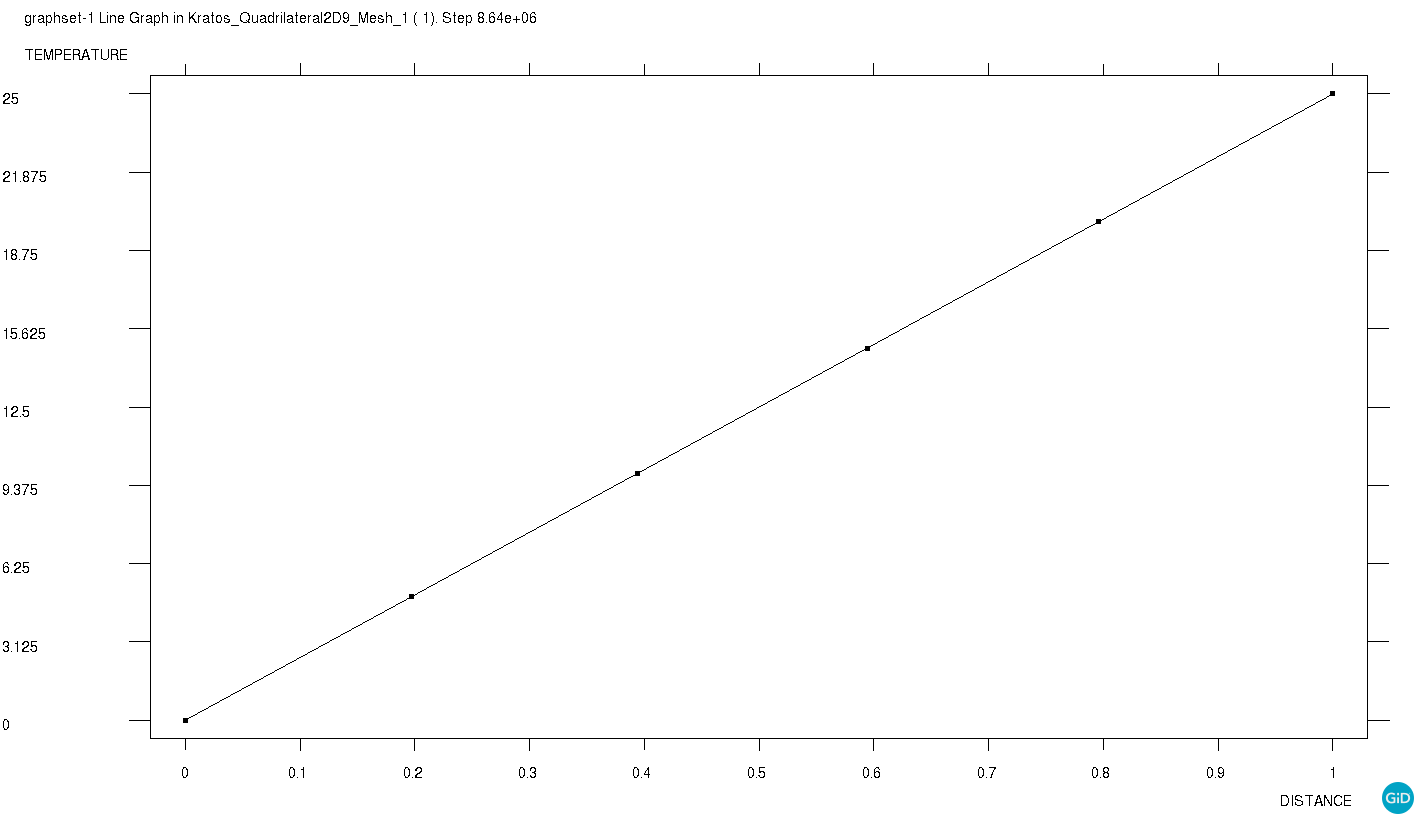 graphset-1 Line Graph in Kratos_Quadrilateral2D9_Mesh_1 ( 1). Step 8.64e+06
TEMPERATURE
25
21.875
18.75
15.625
12.5
9.375
6.25
3.125
0
0 0.1 0.2 0.3 0.4 0.5 0.6 0.7 0.8 0.9 1
DISTANCE
GiD